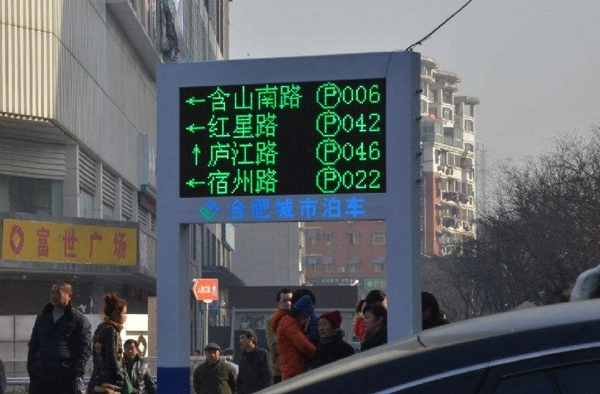 ←含山南路 Ⓟ006
←红星路 Ⓟ042
↑庐江路 Ⓟ046
←宿州路 Ⓟ022
合肥城市泊车
富世广场